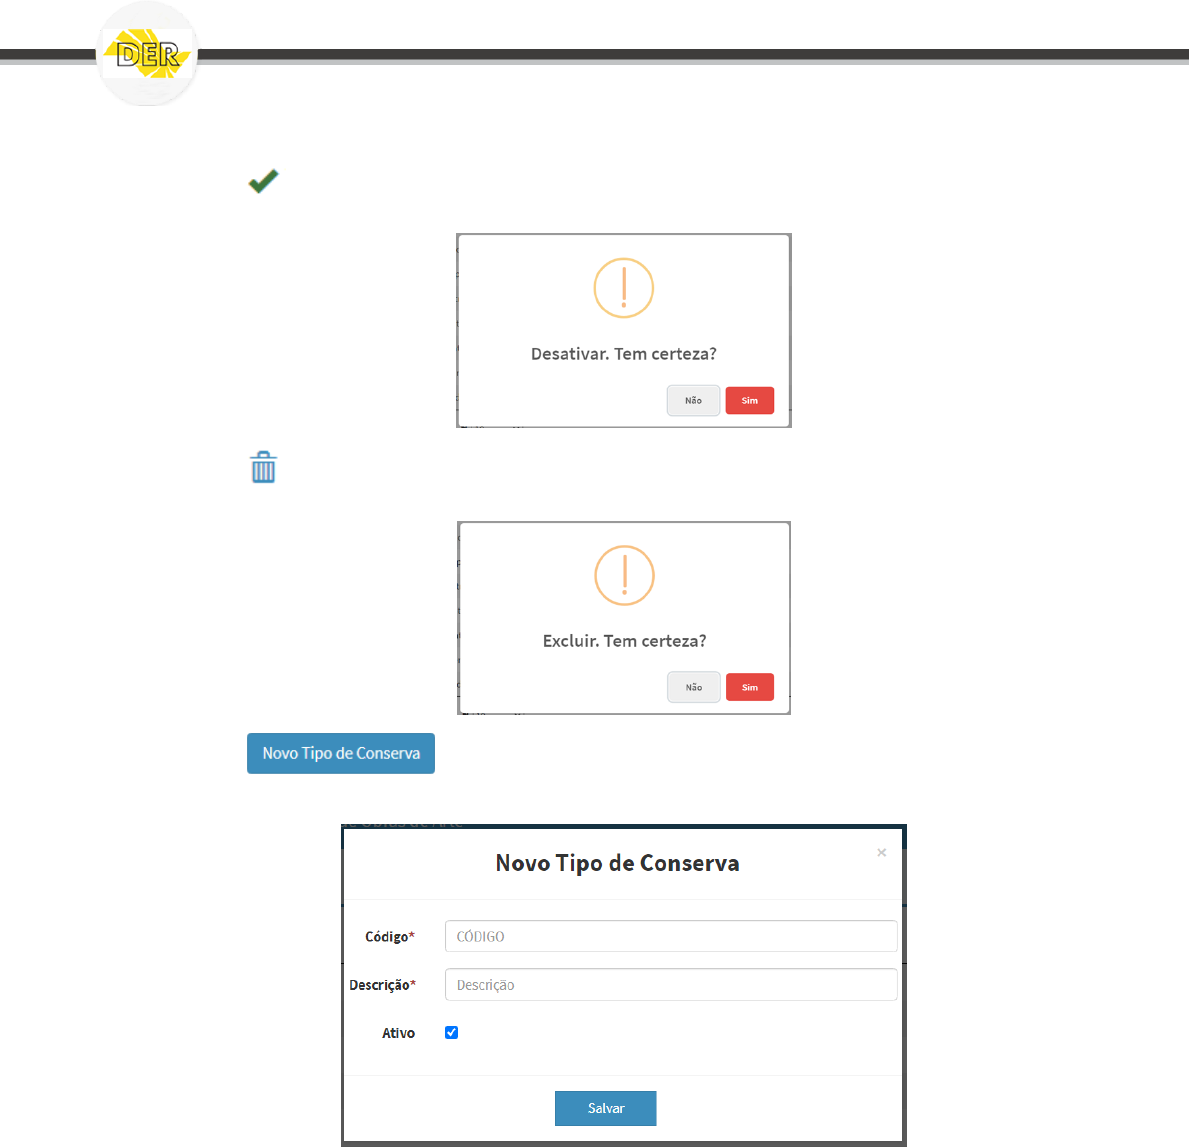 DER
Desativar. Tem certeza?
Não Sim
Excluir. Tem certeza?
Não Sim
Novo Tipo de Conserva
Novo Tipo de Conserva ×
Código* CÓDIGO
Descrição* Descrição
Ativo
Salvar